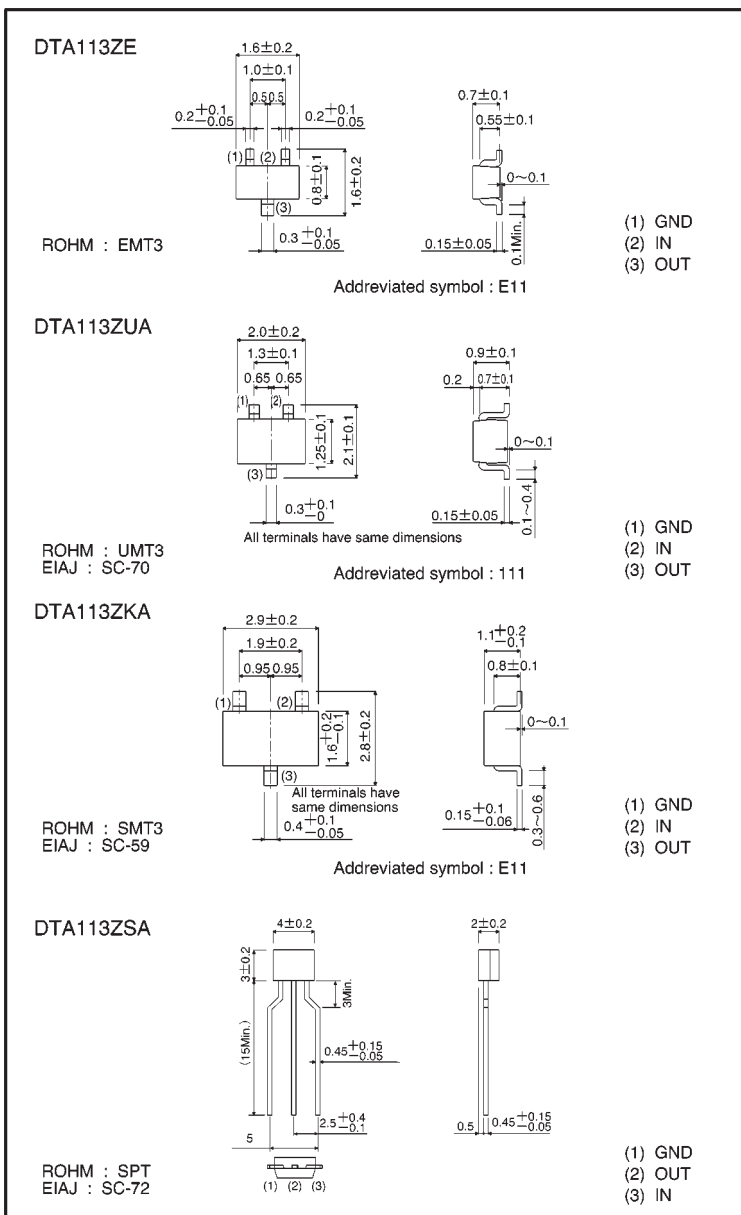 DTA113ZE
1.6±0.2
1.0±0.1
0.5 0.5
0.2+0.1−0.05
0.2+0.1−0.05
(1) (2)
(3)
0.8±0.1
1.6±0.2
0.3+0.1−0.05
0.7±0.1
0.55±0.1
0~0.1
0.15±0.05
0.1Min.
ROHM : EMT3
(1) GND
(2) IN
(3) OUT
Addreviated symbol : E11
DTA113ZUA
2.0±0.2
1.3±0.1
0.65 0.65
(1) (2)
(3)
1.25±0.1
2.1±0.1
0.3+0.1−0
All terminals have same dimensions
0.9±0.1
0.2 0.7±0.1
0~0.1
0.15±0.05
0.1~0.4
ROHM : UMT3
EIAJ : SC-70
(1) GND
(2) IN
(3) OUT
Addreviated symbol : 111
DTA113ZKA
2.9±0.2
1.9±0.2
0.95 0.95
(1) (2)
(3)
1.6+0.2−0.1
2.8±0.2
All terminals have
same dimensions
0.4+0.1−0.05
1.1+0.2−0.1
0.8±0.1
0~0.1
0.15+0.1−0.06
0.3~0.6
ROHM : SMT3
EIAJ : SC-59
(1) GND
(2) IN
(3) OUT
Addreviated symbol : E11
DTA113ZSA
4±0.2
3±0.2
(15Min.)
3Min.
0.45+0.15−0.05
2.5+0.4−0.1
5
(1) (2) (3)
2±0.2
0.5
0.45+0.15−0.05
ROHM : SPT
EIAJ : SC-72
(1) GND
(2) OUT
(3) IN